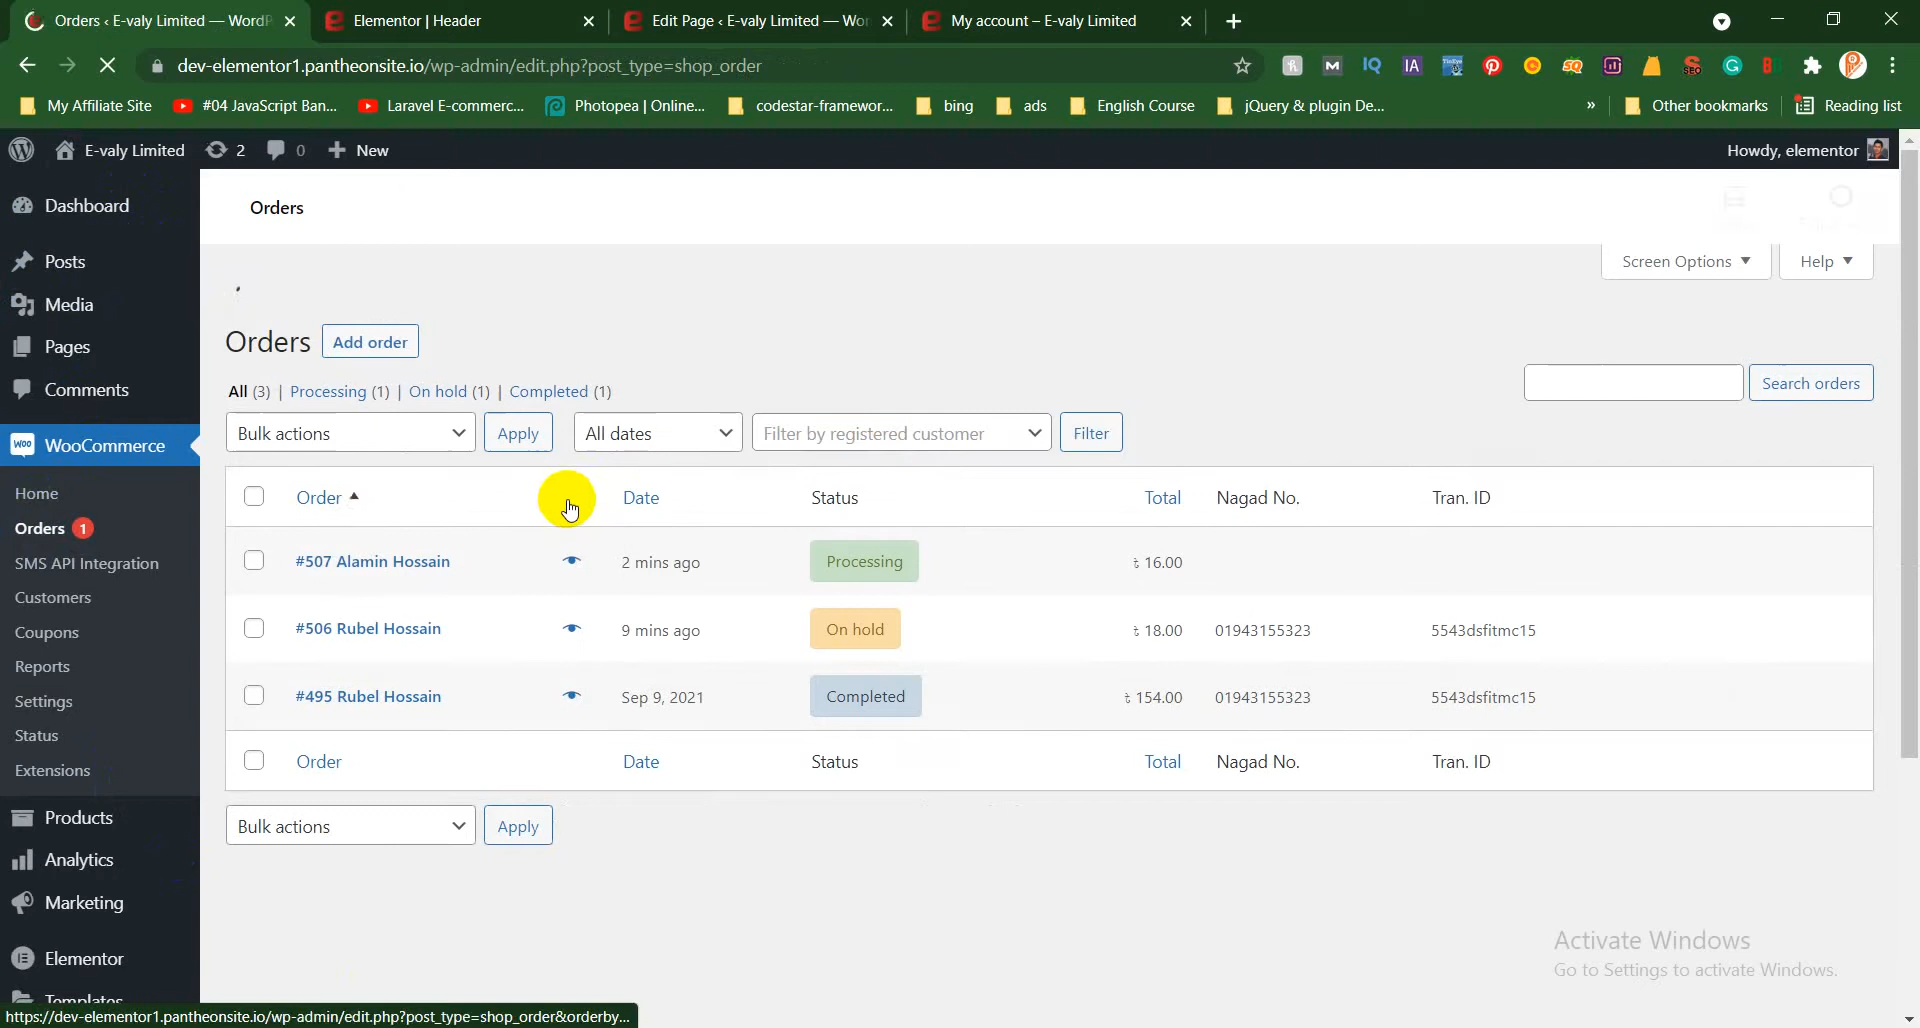 Orders ‹ E-valy Limited — WordP
Elementor | Header
Edit Page ‹ E-valy Limited — Wor
My account – E-valy Limited
dev-elementor1.pantheonsite.io/wp-admin/edit.php?post_type=shop_order
My Affiliate Site
#04 JavaScript Ban...
Laravel E-commerc...
Photopea | Online...
codestar-framewor...
bing
ads
English Course
jQuery & plugin De...
»
Other bookmarks
Reading list
E-valy Limited
2
0
New
Howdy, elementor
Dashboard
Posts
Media
Pages
Comments
WooCommerce
Home
Orders 1
SMS API Integration
Customers
Coupons
Reports
Settings
Status
Extensions
Products
Analytics
Marketing
Elementor
Templates
Orders
Screen Options
Help
Orders Add order
All (3) | Processing (1) | On hold (1) | Completed (1)
Search orders
Bulk actions Apply All dates Filter by registered customer Filter
Order Date Status Total Nagad No. Tran. ID
#507 Alamin Hossain 2 mins ago Processing ৳ 16.00
#506 Rubel Hossain 9 mins ago On hold ৳ 18.00 01943155323 5543dsfitmc15
#495 Rubel Hossain Sep 9, 2021 Completed ৳ 154.00 01943155323 5543dsfitmc15
Order Date Status Total Nagad No. Tran. ID
Bulk actions Apply
Activate Windows
Go to Settings to activate Windows.
https://dev-elementor1.pantheonsite.io/wp-admin/edit.php?post_type=shop_order&orderby...